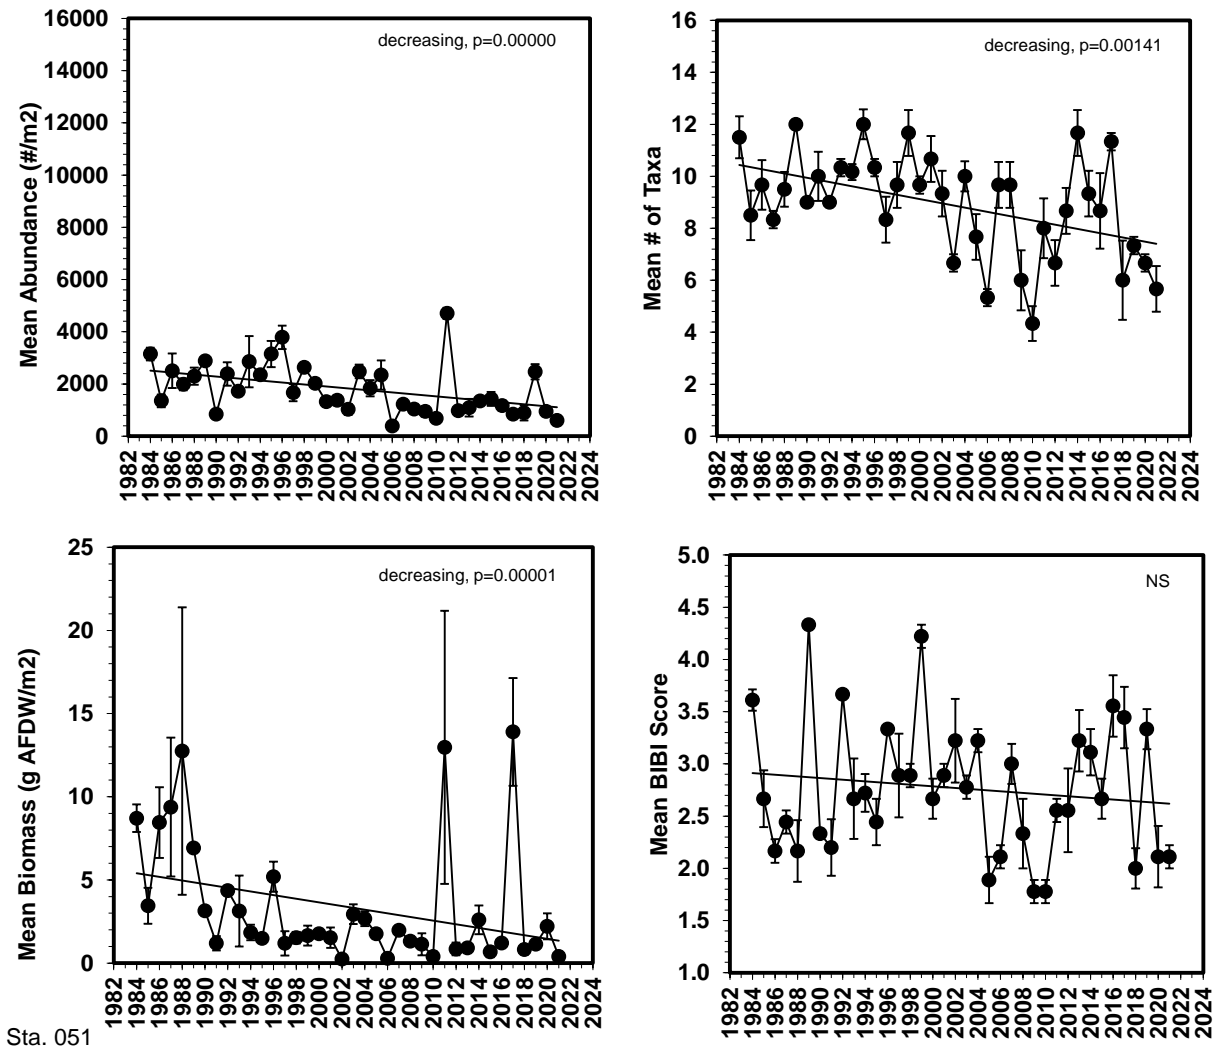 16000
14000
12000
10000
8000
6000
4000
2000
0
Mean Abundance (#/m2)
decreasing, p=0.00000
1982 1984 1986 1988 1990 1992 1994 1996 1998 2000 2002 2004 2006 2008 2010 2012 2014 2016 2018 2020 2022 2024
16
14
12
10
8
6
4
2
0
Mean # of Taxa
decreasing, p=0.00141
1982 1984 1986 1988 1990 1992 1994 1996 1998 2000 2002 2004 2006 2008 2010 2012 2014 2016 2018 2020 2022 2024
25
20
15
10
5
0
Mean Biomass (g AFDW/m2)
decreasing, p=0.00001
1982 1984 1986 1988 1990 1992 1994 1996 1998 2000 2002 2004 2006 2008 2010 2012 2014 2016 2018 2020 2022 2024
5.0
4.5
4.0
3.5
3.0
2.5
2.0
1.5
1.0
Mean BIBI Score
NS
1982 1984 1986 1988 1990 1992 1994 1996 1998 2000 2002 2004 2006 2008 2010 2012 2014 2016 2018 2020 2022 2024
Sta. 051